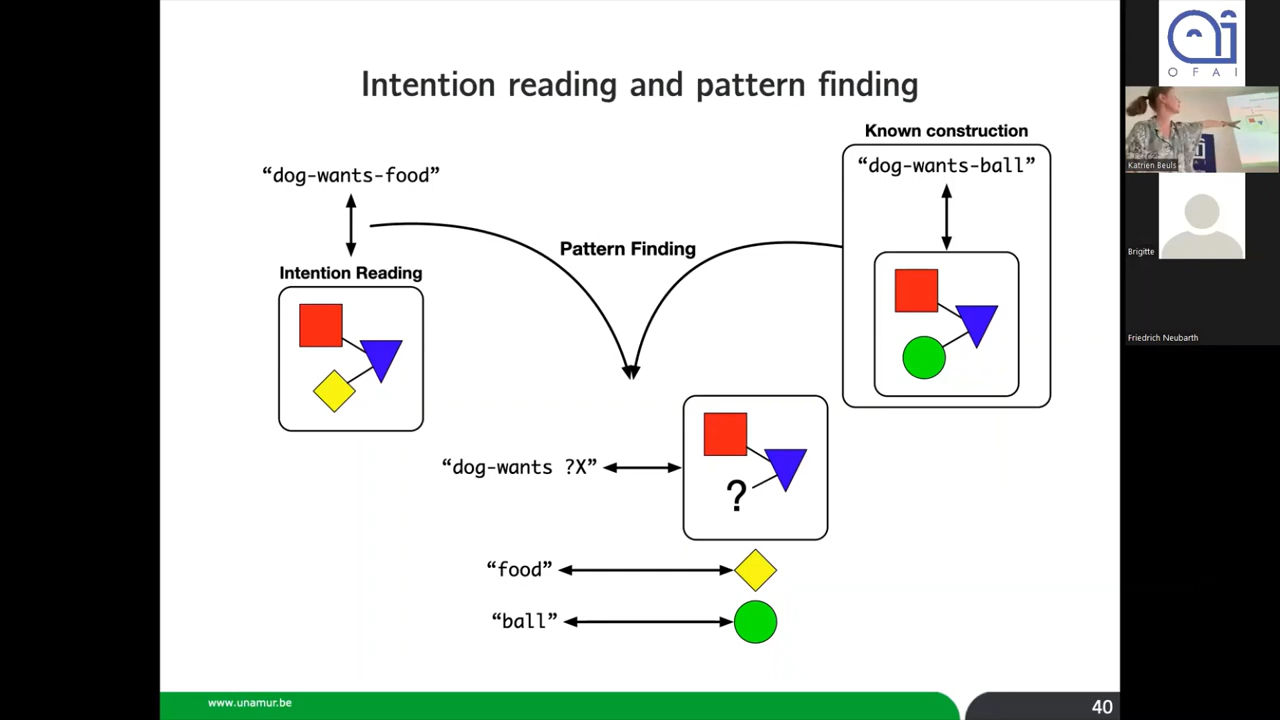 Intention reading and pattern finding
Known construction
“dog-wants-food”
“dog-wants-ball”
Pattern Finding
Intention Reading
“dog-wants ?X”
?
“food”
“ball”
www.unamur.be
40
OFAI
Katrien Beuls
Brigitte
Friedrich Neubarth